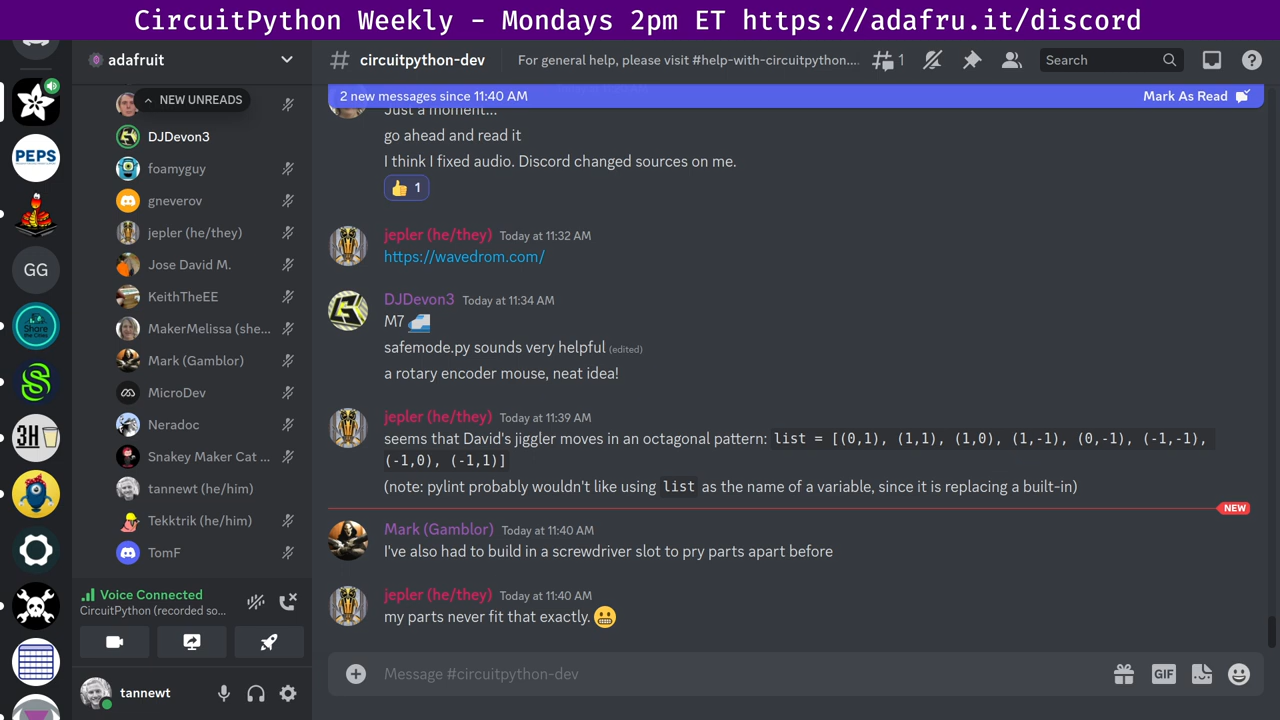 CircuitPython Weekly - Mondays 2pm ET https://adafru.it/discord
adafruit
circuitpython-dev
For general help, please visit #help-with-circuitpython....
1
Search
NEW UNREADS
DJDevon3
foamyguy
gneverov
jepler (he/they)
Jose David M.
KeithTheEE
MakerMelissa (she...
Mark (Gamblor)
MicroDev
Neradoc
Snakey Maker Cat ...
tannewt (he/him)
Tekktrik (he/him)
TomF
Voice Connected
CircuitPython (recorded so...
tannewt
PEPS
GG
Share
the Cities
3H
2 new messages since 11:40 AM
Mark As Read
Just a moment...
go ahead and read it
I think I fixed audio. Discord changed sources on me.
👍 1
jepler (he/they) Today at 11:32 AM
https://wavedrom.com/
DJDevon3 Today at 11:34 AM
M7
safemode.py sounds very helpful (edited)
a rotary encoder mouse, neat idea!
jepler (he/they) Today at 11:39 AM
seems that David's jiggler moves in an octagonal pattern: list = [(0,1), (1,1), (1,0), (1,-1), (0,-1), (-1,-1),
(-1,0), (-1,1)]
(note: pylint probably wouldn't like using list as the name of a variable, since it is replacing a built-in)
NEW
Mark (Gamblor) Today at 11:40 AM
I've also had to build in a screwdriver slot to pry parts apart before
jepler (he/they) Today at 11:40 AM
my parts never fit that exactly. 😬
Message #circuitpython-dev
GIF